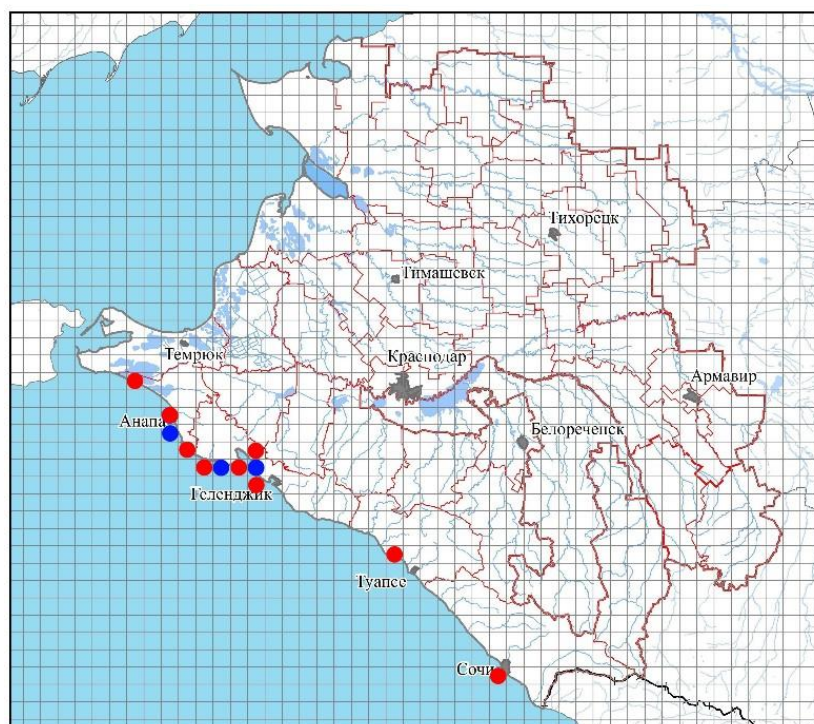 Тихорецк
Тимашевск
Темрюк
Краснодар
Армавир
Анапа
Белореченск
Геленджик
Туапсе
Сочи